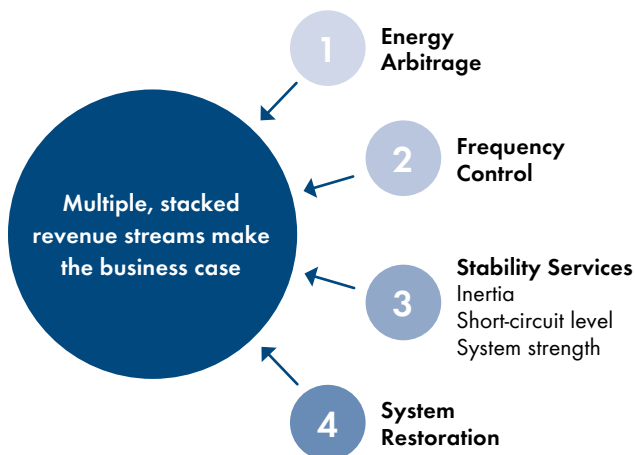 1
Energy
Arbitrage
2
Frequency
Control
Multiple, stacked
revenue streams make
the business case
3
Stability Services
Inertia
Short-circuit level
System strength
4
System
Restoration